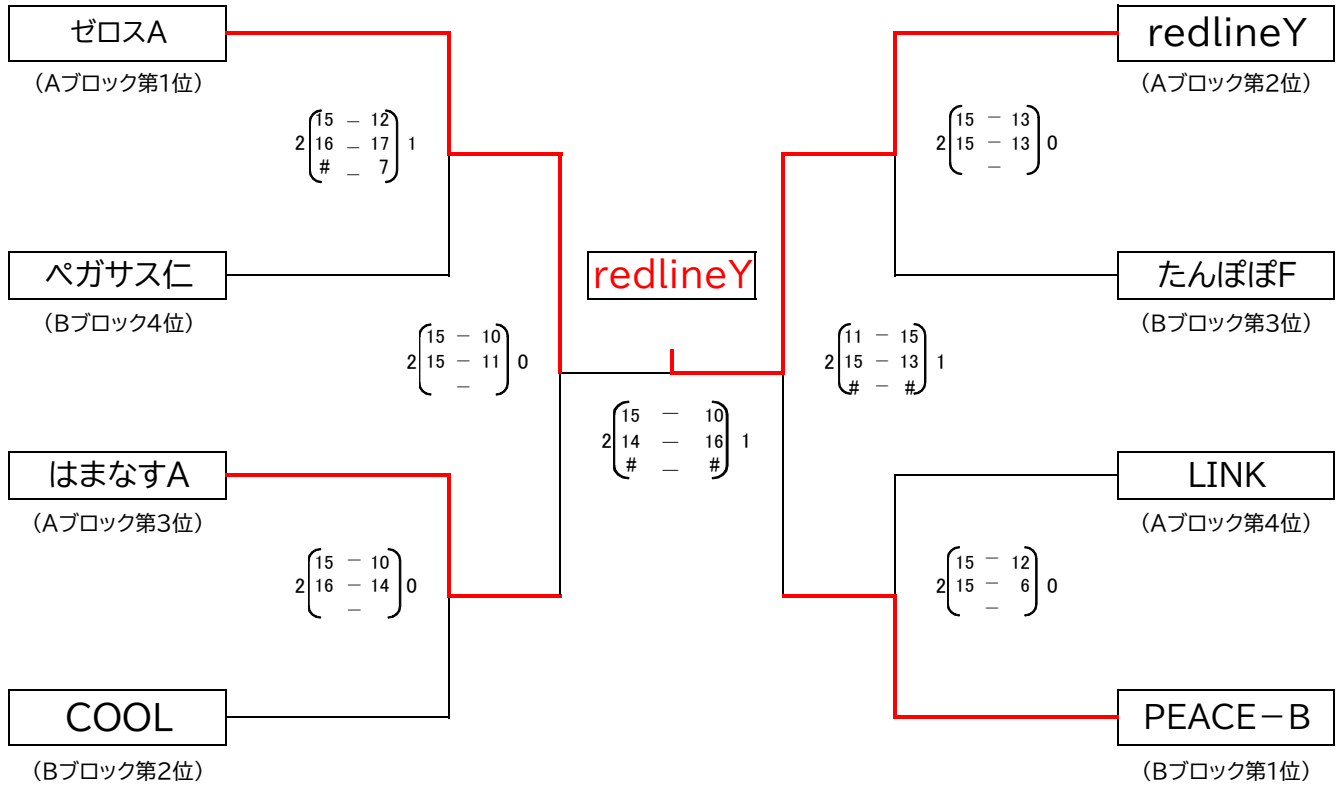 ゼロスA
(Aブロック第1位)
redlineY
(Aブロック第2位)
15 － 12
2 16 － 17 1
# － 7
15 － 13
2 15 － 13 0
－
ペガサス仁
(Bブロック4位)
redlineY
たんぽぽF
(Bブロック第3位)
15 － 10
2 15 － 11 0
－
11 － 15
2 15 － 13 1
# － #
15 － 10
2 14 － 16 1
# － #
はまなすA
(Aブロック第3位)
LINK
(Aブロック第4位)
15 － 10
2 16 － 14 0
－
15 － 12
2 15 － 6 0
－
COOL
(Bブロック第2位)
PEACE－B
(Bブロック第1位)